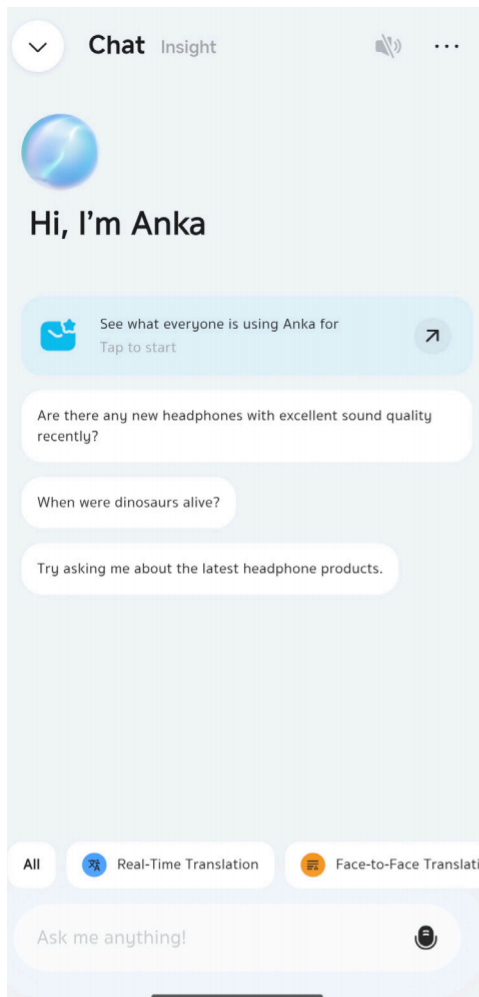 Chat Insight
Hi, I’m Anka
See what everyone is using Anka for
Tap to start
Are there any new headphones with excellent sound quality
recently?
When were dinosaurs alive?
Try asking me about the latest headphone products.
All Real-Time Translation Face-to-Face Translati
Ask me anything!